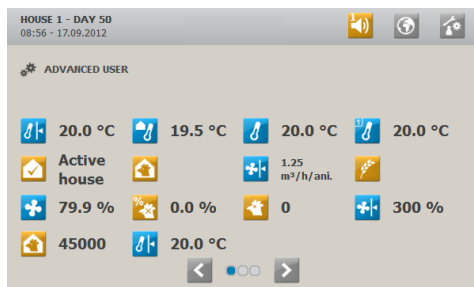 HOUSE 1 - DAY 50
08:56 - 17.09.2012
1
ADVANCED USER
20.0 °C 19.5 °C 20.0 °C 1 20.0 °C
Active house 1.25 m³/h/ani.
79.9 % % 0.0 % 0 300 %
45000 20.0 °C